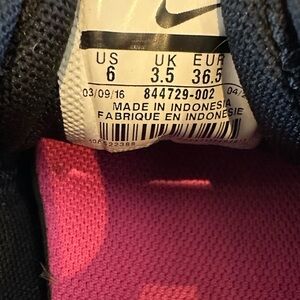 US UK EUR
6 3.5 36.5
03/09/16 844729-002 04/
MADE IN INDONESIA
FABRIQUE EN INDONESIE